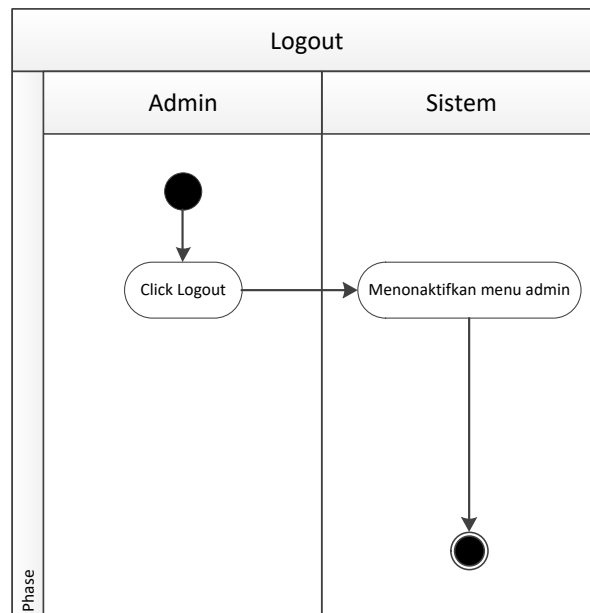 Logout
Admin
Sistem
Click Logout
Menonaktifkan menu admin
Phase